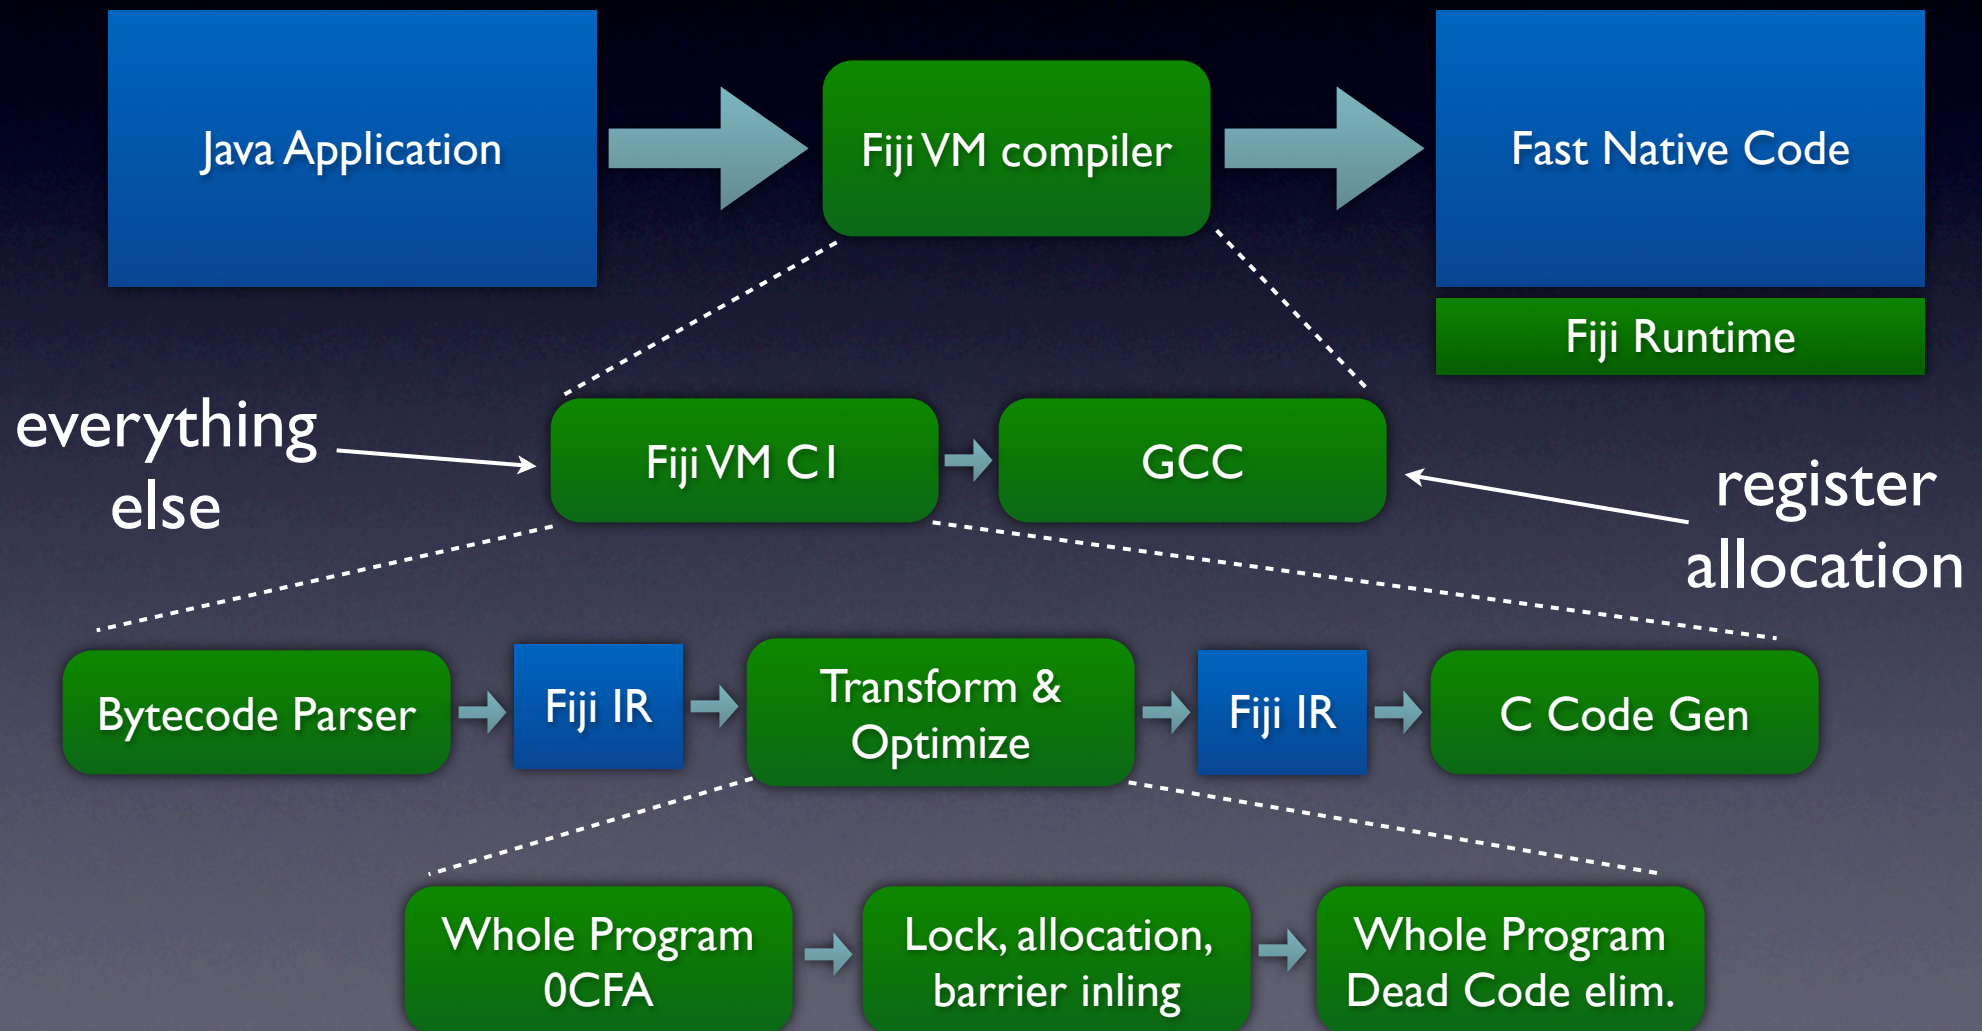 Java Application
Fiji VM compiler
Fast Native Code
Fiji Runtime
everything
else
Fiji VM C1
GCC
register
allocation
Bytecode Parser
Fiji IR
Transform &
Optimize
Fiji IR
C Code Gen
Whole Program
0CFA
Lock, allocation,
barrier inling
Whole Program
Dead Code elim.